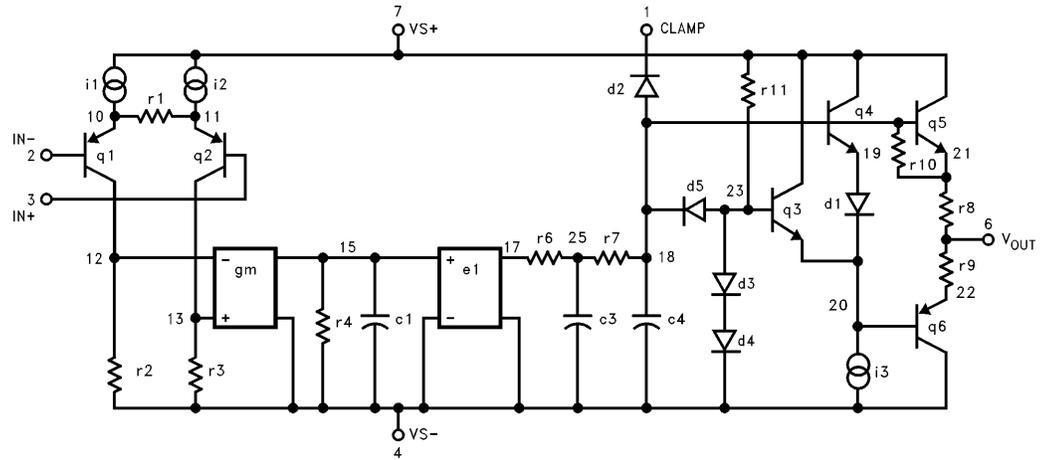 7
VS+
1
CLAMP
i1
i2
d2
r11
r1
10
11
q4
q5
IN-
2
q1
q2
r10
19
21
3
IN+
d5
23
q3
d1
r8
6
VOUT
12
gm
-
+
15
e1
+
-
17
r6
25
r7
18
r9
22
d3
20
13
r4
c1
c3
c4
d4
q6
r2
r3
i3
VS-
4